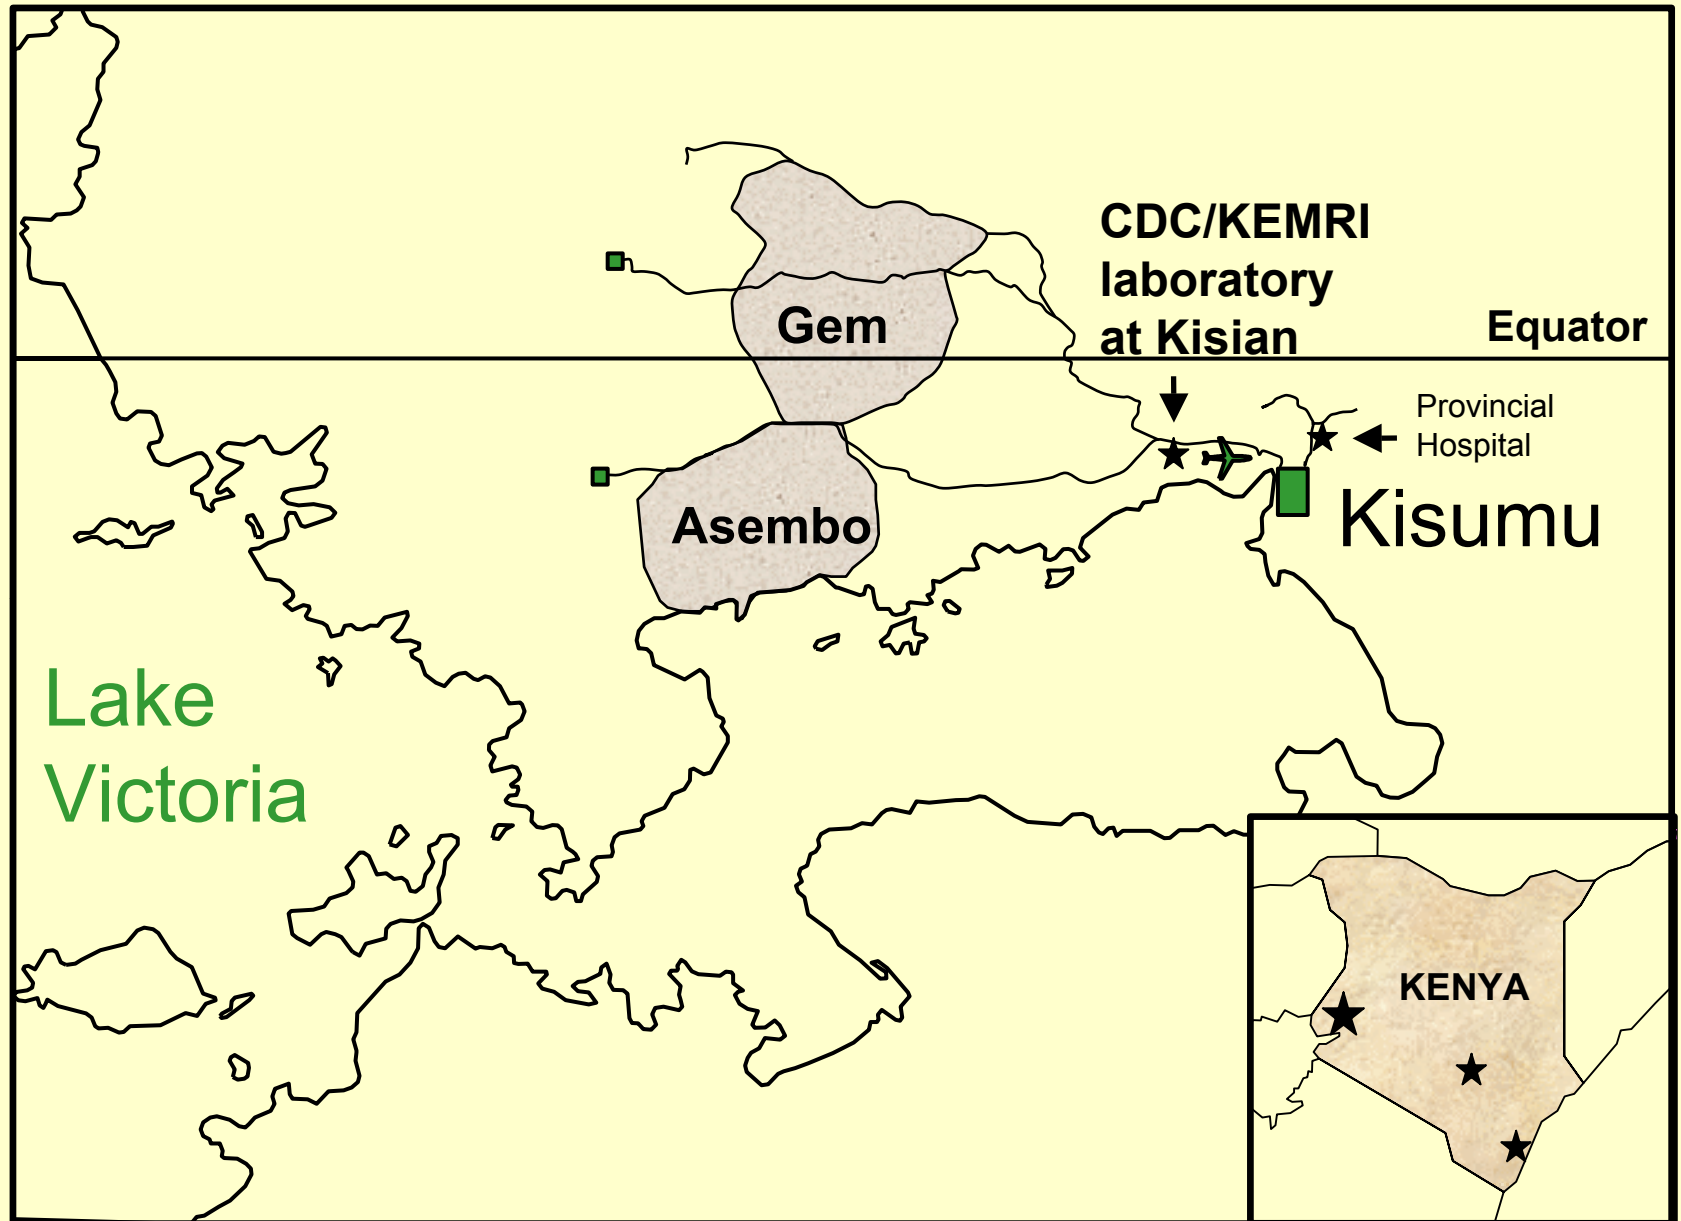 CDC/KEMRI
laboratory
at Kisian
Equator
Gem
Provincial
Hospital
Asembo
Kisumu
Lake
Victoria
KENYA